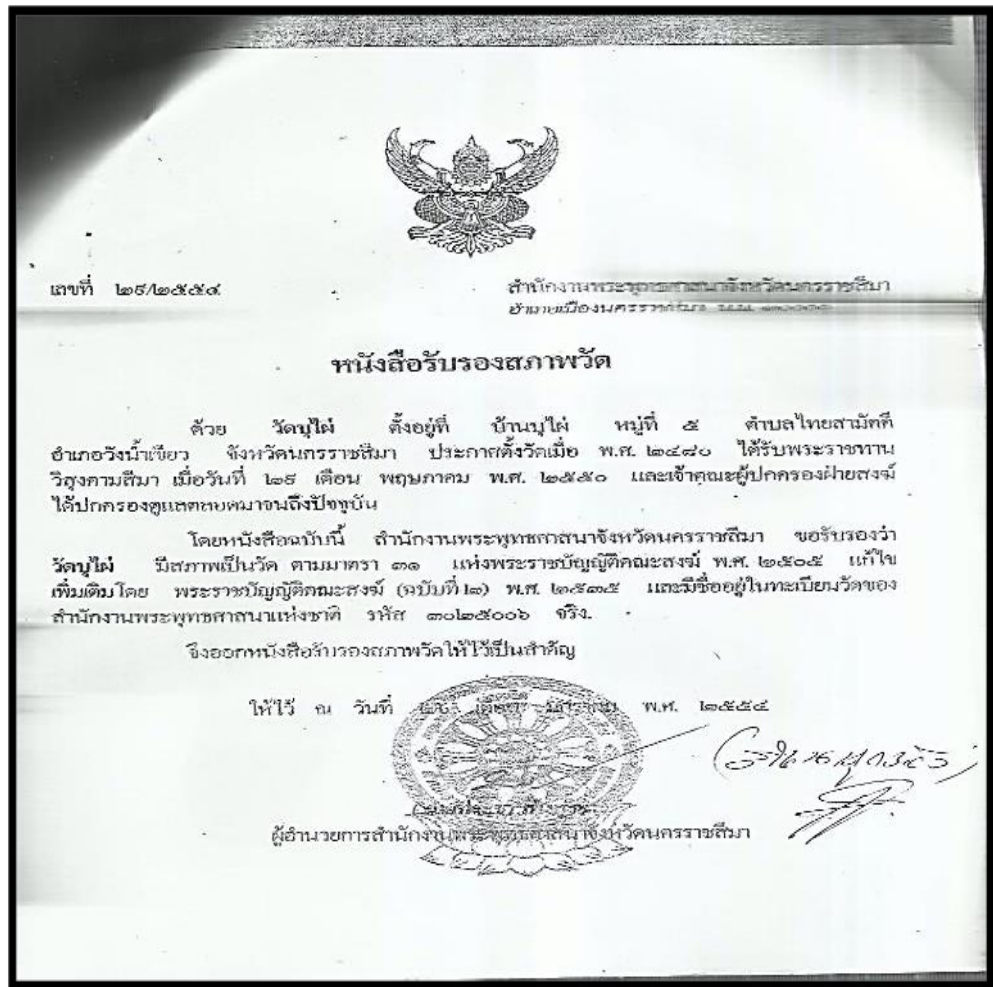 เลขที่ ๒๙/๒๕๕๔
สำนักงานพระพุทธศาสนาจังหวัดนครราชสีมา
อำเภอเมืองนครราชสีมา
หนังสือรับรองสภาพวัด
ด้วย วัดบุไผ่ ตั้งอยู่ที่ บ้านบุไผ่ หมู่ที่ ๕ ตำบลไทยสามัคคี
อำเภอวังน้ำเขียว จังหวัดนครราชสีมา ประกาศตั้งวัดเมื่อ พ.ศ. ๒๔๘๐ ได้รับพระราชทาน
วิสุงคามสีมา เมื่อวันที่ ๒๙ เดือน พฤษภาคม พ.ศ. ๒๕๕๐ และเจ้าคณะผู้ปกครองฝ่ายสงฆ์
ได้ปกครองดูแลตลอดมาจนถึงปัจจุบัน
โดยหนังสือฉบับนี้ สำนักงานพระพุทธศาสนาจังหวัดนครราชสีมา ขอรับรองว่า
วัดบุไผ่ มีสภาพเป็นวัด ตามมาตรา ๓๑ แห่งพระราชบัญญัติคณะสงฆ์ พ.ศ. ๒๕๐๕ แก้ไข
เพิ่มเติมโดย พระราชบัญญัติคณะสงฆ์ (ฉบับที่ ๒) พ.ศ. ๒๕๓๕ และมีชื่ออยู่ในทะเบียนวัดของ
สำนักงานพระพุทธศาสนาแห่งชาติ รหัส ๓๐๒๕๐๐๖ จริง.
จึงออกหนังสือรับรองสภาพวัดให้ไว้เป็นสำคัญ
ให้ไว้ ณ วันที่ เดือน พ.ศ. ๒๕๕๔
ผู้อำนวยการสำนักงานพระพุทธศาสนาจังหวัดนครราชสีมา